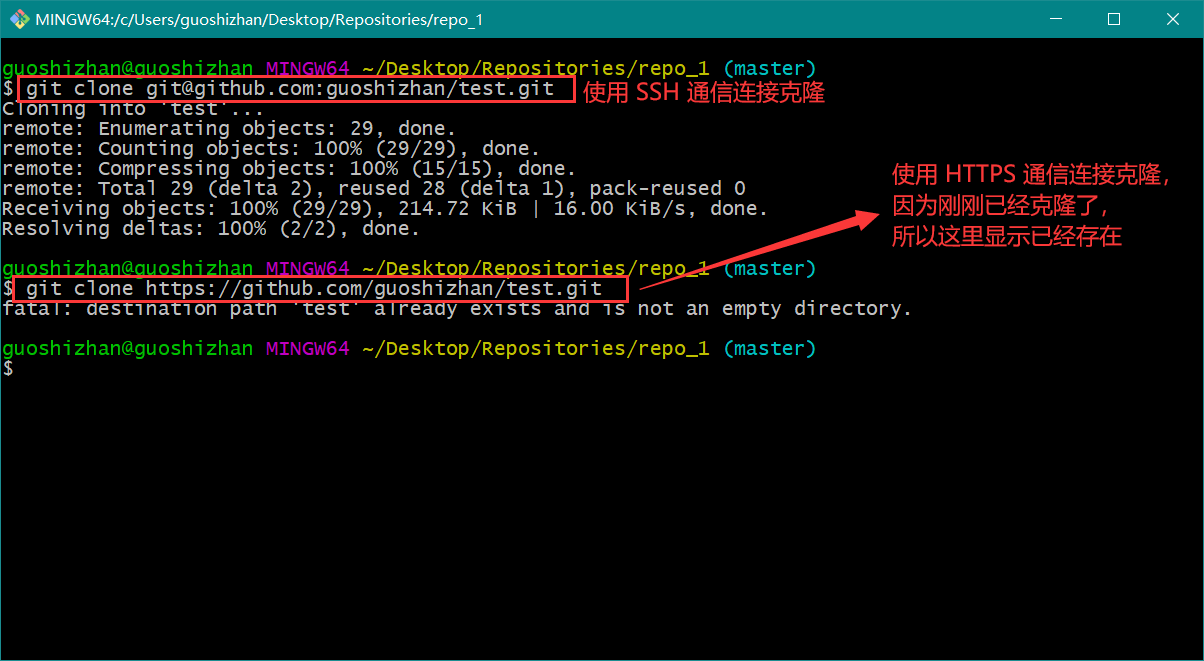 MINGW64:/c/Users/guoshizhan/Desktop/Repositories/repo_1
guoshizhan@guoshizhan MINGW64 ~/Desktop/Repositories/repo_1 (master)
$ git clone git@github.com:guoshizhan/test.git 使用 SSH 通信连接克隆
Cloning into 'test'...
remote: Enumerating objects: 29, done.
remote: Counting objects: 100% (29/29), done.
remote: Compressing objects: 100% (15/15), done.
remote: Total 29 (delta 2), reused 28 (delta 1), pack-reused 0
Receiving objects: 100% (29/29), 214.72 KiB | 16.00 KiB/s, done.
Resolving deltas: 100% (2/2), done.
使用 HTTPS 通信连接克隆，
因为刚刚已经克隆了，
所以这里显示已经存在
guoshizhan@guoshizhan MINGW64 ~/Desktop/Repositories/repo_1 (master)
$ git clone https://github.com/guoshizhan/test.git
fatal: destination path 'test' already exists and is not an empty directory.
guoshizhan@guoshizhan MINGW64 ~/Desktop/Repositories/repo_1 (master)
$